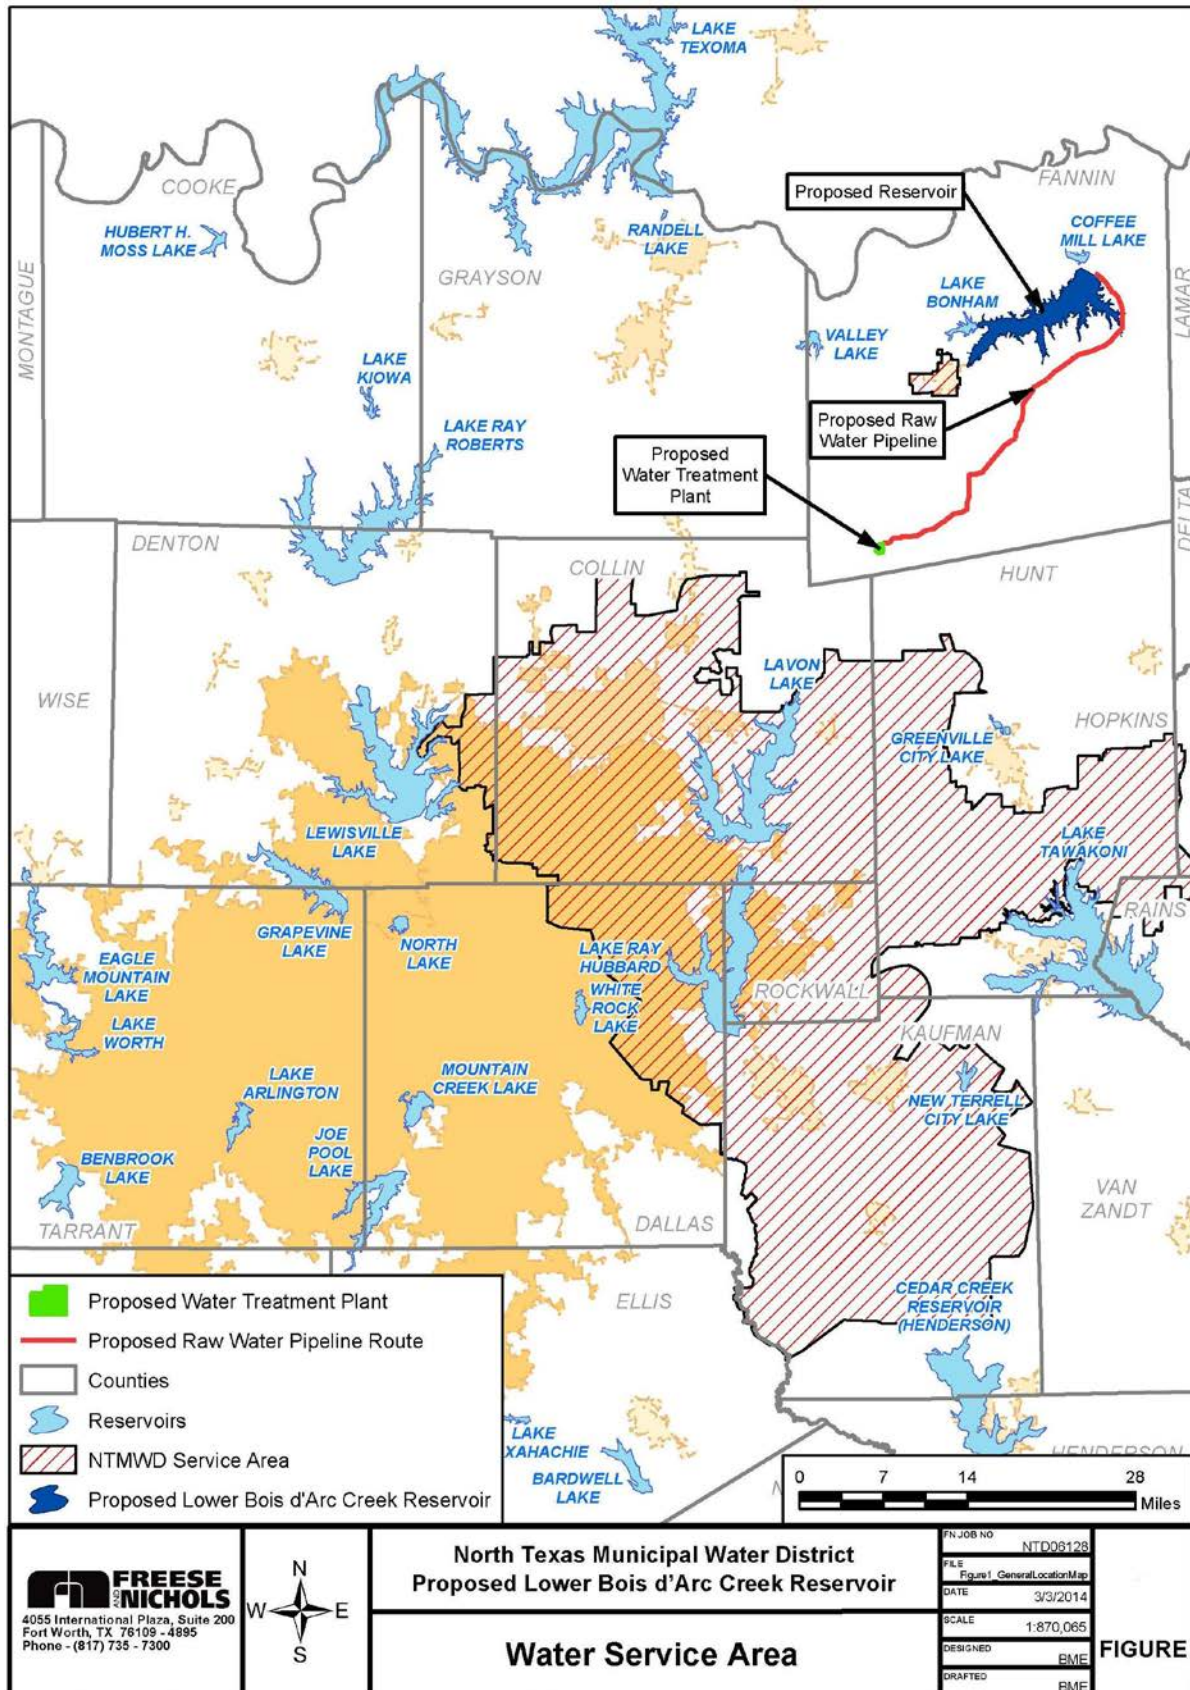 LAKE
TEXOMA
COOKE
FANNIN
Proposed Reservoir
HUBERT H.
MOSS LAKE
RANDELL
LAKE
COFFEE
MILL LAKE
MONTAGUE
GRAYSON
LAKE
BONHAM
LAMAR
VALLEY
LAKE
LAKE
KIOWA
Proposed Raw
Water Pipeline
LAKE RAY
ROBERTS
Proposed
Water Treatment
Plant
DELTA
DENTON
COLLIN
HUNT
WISE
LAVON
LAKE
HOPKINS
GREENVILLE
CITY LAKE
LEWISVILLE
LAKE
LAKE
TAWAKONI
RAINS
GRAPEVINE
LAKE
NORTH
LAKE
LAKE RAY
HUBBARD
EAGLE
MOUNTAIN
LAKE
WHITE
ROCK
LAKE
ROCKWALL
LAKE
WORTH
KAUFMAN
LAKE
ARLINGTON
MOUNTAIN
CREEK LAKE
NEW TERRELL
CITY LAKE
JOE
POOL
LAKE
BENBROOK
LAKE
VAN
ZANDT
TARRANT
DALLAS
CEDAR CREEK
RESERVOIR
(HENDERSON)
ELLIS
Proposed Water Treatment Plant
Proposed Raw Water Pipeline Route
Counties
Reservoirs
NTMWD Service Area
Proposed Lower Bois d'Arc Creek Reservoir
LAKE
XAHACHIE
BARDWELL
LAKE
HENDERSON
N
0 7 14 28
Miles
FREESE
AND
NICHOLS
4055 International Plaza, Suite 200
Fort Worth, TX 76109 - 4895
Phone - (817) 735 - 7300
N
W E
S
North Texas Municipal Water District
Proposed Lower Bois d'Arc Creek Reservoir
Water Service Area
FN JOB NO
NTD06128
FILE
Figure1_GeneralLocationMap
DATE
3/3/2014
SCALE
1:870,065
DESIGNED
BME
DRAFTED
BME
FIGURE